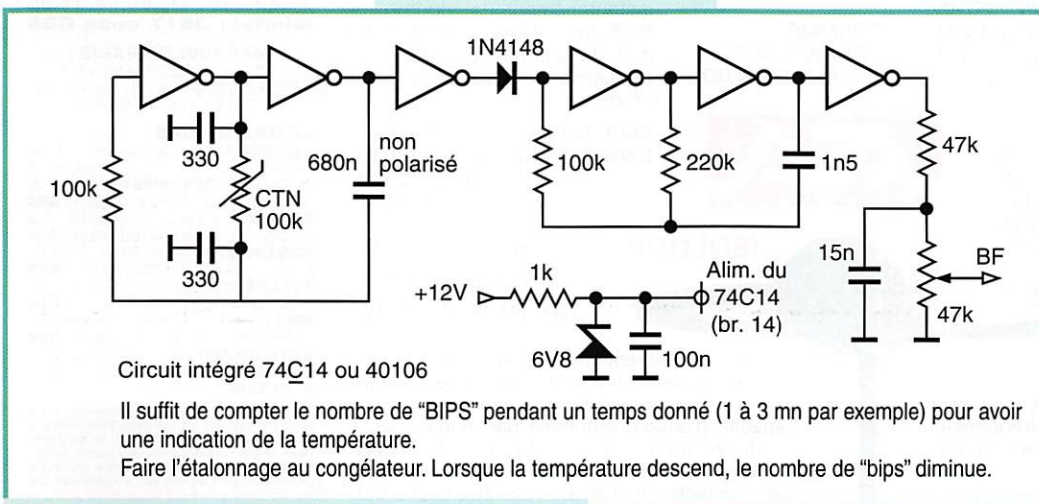 1N4148
330
100k
CTN
100k
330
680n
non
polarisé
100k
220k
1n5
47k
15n
BF
47k
+12V
1k
Alim. du
74C14
(br. 14)
6V8
100n
Circuit intégré 74C14 ou 40106
Il suffit de compter le nombre de “BIPS” pendant un temps donné (1 à 3 mn par exemple) pour avoir
une indication de la température.
Faire l’étalonnage au congélateur. Lorsque la température descend, le nombre de “bips” diminue.